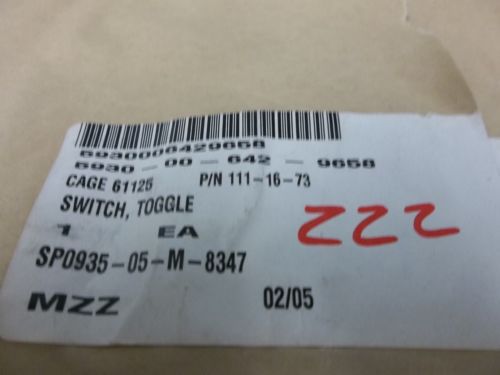 5930006429658
5930-00-642-9658
CAGE 61125 P/N 111-16-73
SWITCH, TOGGLE
1 EA
222
SP0935-05-M-8347
MZZ 02/05